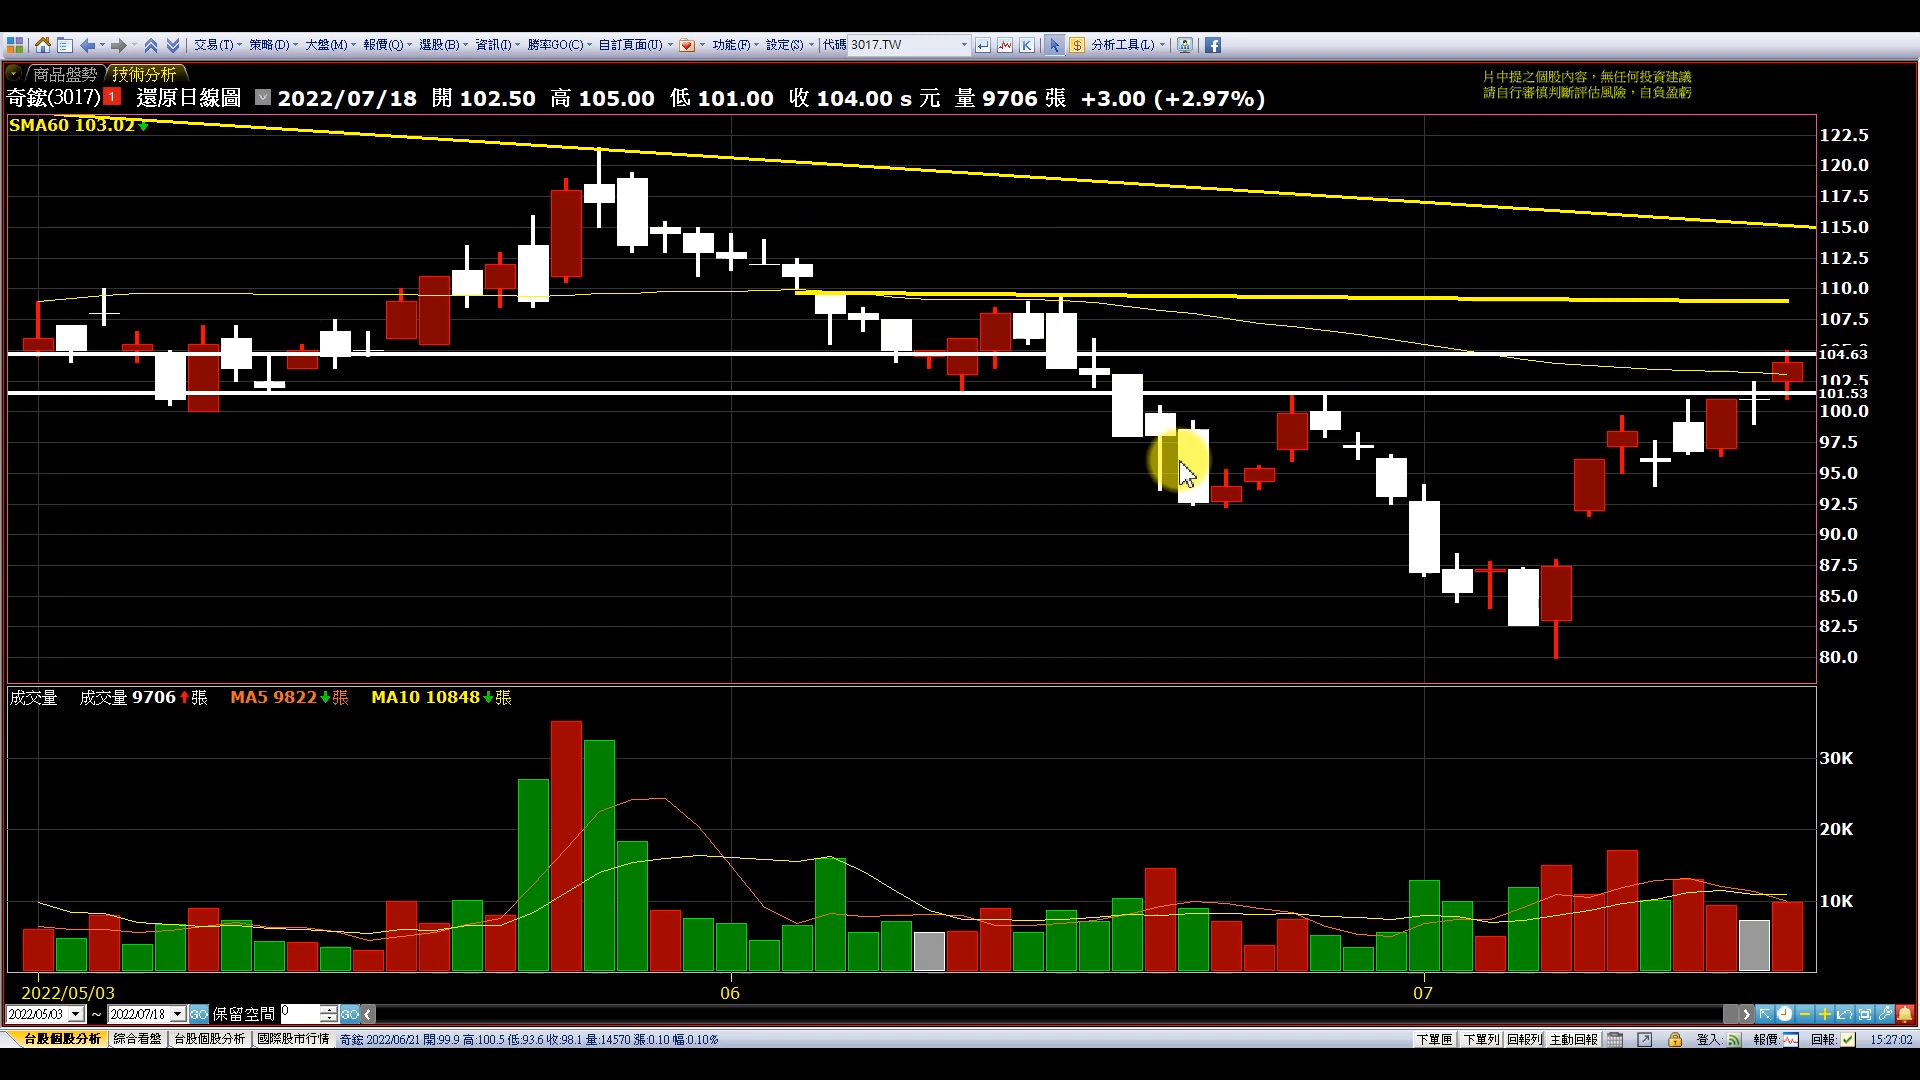 交易(T) 策略(D) 大盤(M) 報價(Q) 選股(B) 資訊(I) 勝率GO(C) 自訂頁面(U) 功能(F) 設定(S) 代碼 3017.TW K $ 分析工具(L)
商品盤勢 技術分析
片中提之個股內容，無任何投資建議
請自行審慎判斷評估風險，自負盈虧
奇鋐(3017) 1 還原日線圖 2022/07/18 開 102.50 高 105.00 低 101.00 收 104.00 s 元 量 9706 張 +3.00 (+2.97%)
SMA60 103.02
122.5
120.0
117.5
115.0
112.5
110.0
107.5
104.63
102.5
101.53
100.0
97.5
95.0
92.5
90.0
87.5
85.0
82.5
80.0
成交量 成交量 9706 張 MA5 9822 張 MA10 10848 張
30K
20K
10K
2022/05/03 06 07
2022/05/03 ~ 2022/07/18 GO 保留空間 0 GO
台股個股分析 綜合看盤 台股個股分析 國際股市行情 奇鋐 2022/06/21 開:99.9 高:100.5 低:93.6 收:98.1 量:14570 漲:0.10 幅:0.10% 下單匣 下單列 回報列 主動回報 登入: 報價: 回報: 15:27:02